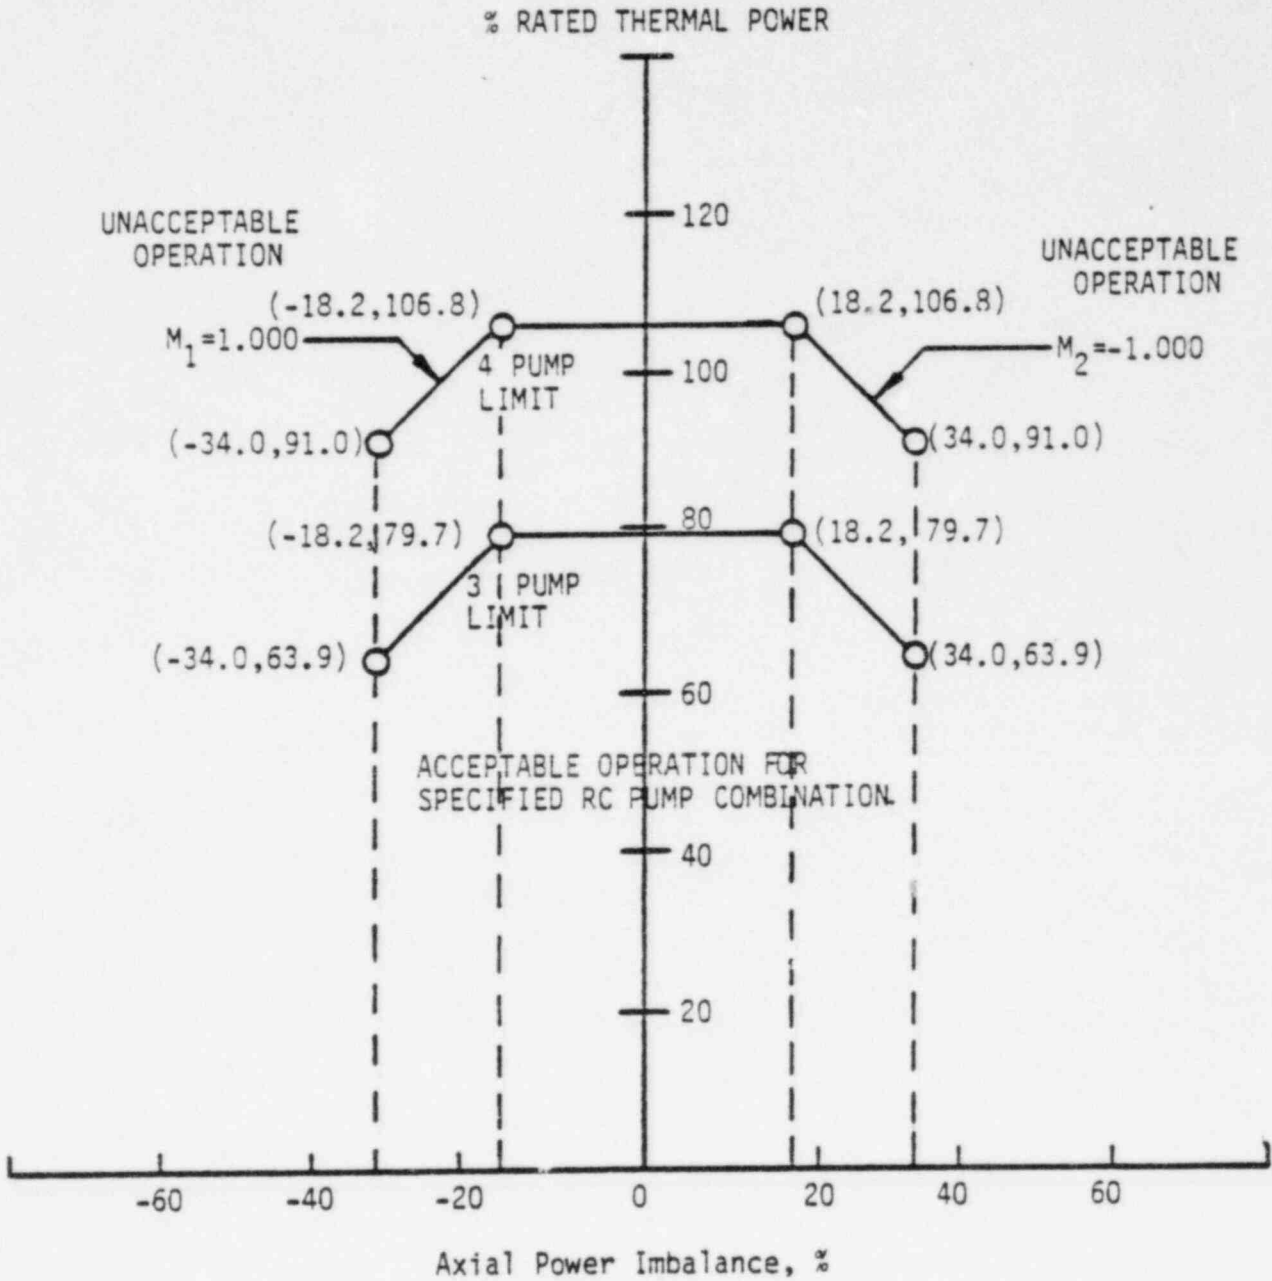 % RATED THERMAL POWER
120
UNACCEPTABLE
OPERATION
UNACCEPTABLE
OPERATION
(-18.2,106.8)
(18.2,106.8)
M1=1.000
M2=-1.000
4 PUMP
LIMIT
100
(-34.0,91.0)
(34.0,91.0)
80
(-18.2,79.7)
(18.2, 79.7)
3 PUMP
LIMIT
(-34.0,63.9)
(34.0,63.9)
60
ACCEPTABLE OPERATION FOR
SPECIFIED RC PUMP COMBINATION
40
20
-60 -40 -20 0 20 40 60
Axial Power Imbalance, %